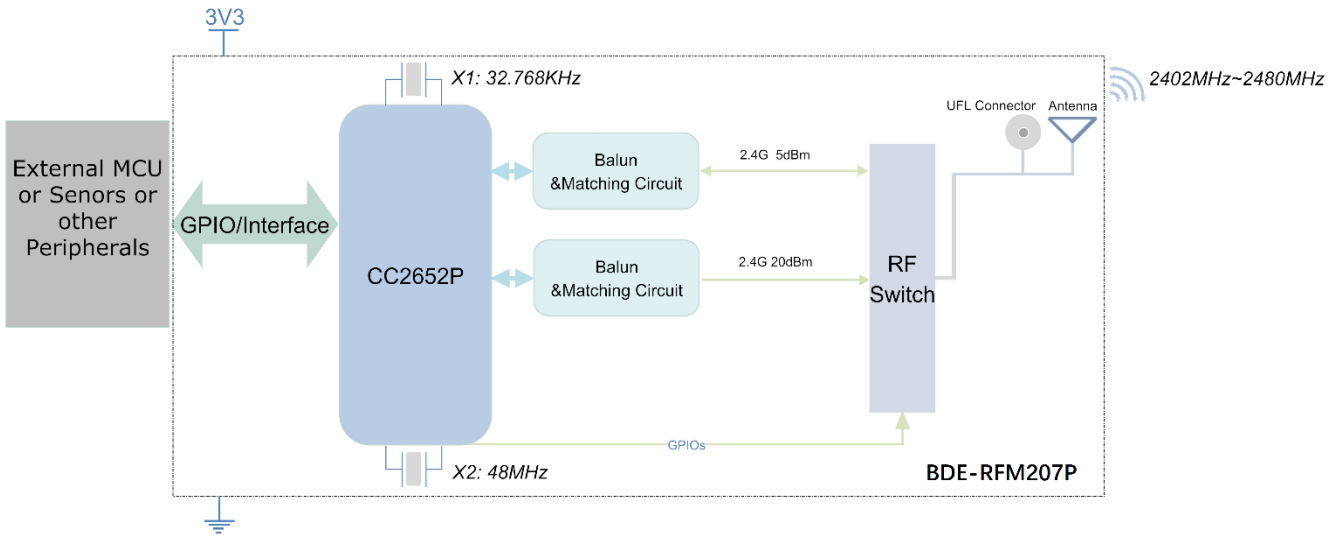 3V3
X1: 32.768KHz
2402MHz~2480MHz
UFL Connector
Antenna
External MCU
or Senors or
other
Peripherals
GPIO/Interface
CC2652P
Balun
&Matching Circuit
2.4G 5dBm
Balun
&Matching Circuit
2.4G 20dBm
RF
Switch
GPIOs
X2: 48MHz
BDE-RFM207P